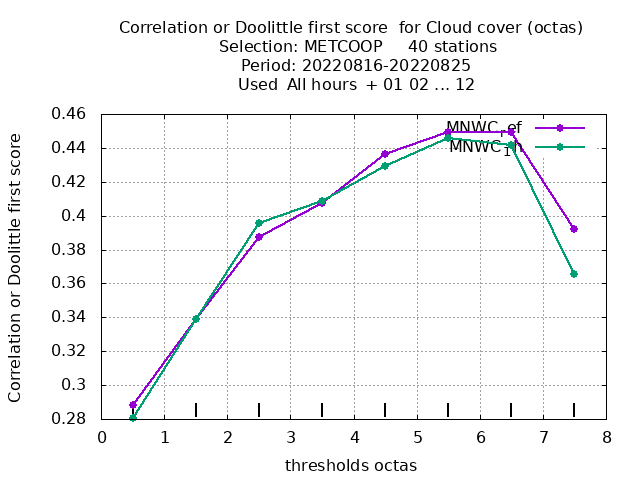 Correlation or Doolittle first score  for Cloud cover (octas)
Selection: METCOOP     40 stations
Period: 20220816-20220825
Used  All hours  + 01 02 ... 12
Correlation or Doolittle first score
0.46
0.44
0.42
0.4
0.38
0.36
0.34
0.32
0.3
0.28
MNWC_ref
0 1 2 3 4 5 6 7 8
thresholds octas